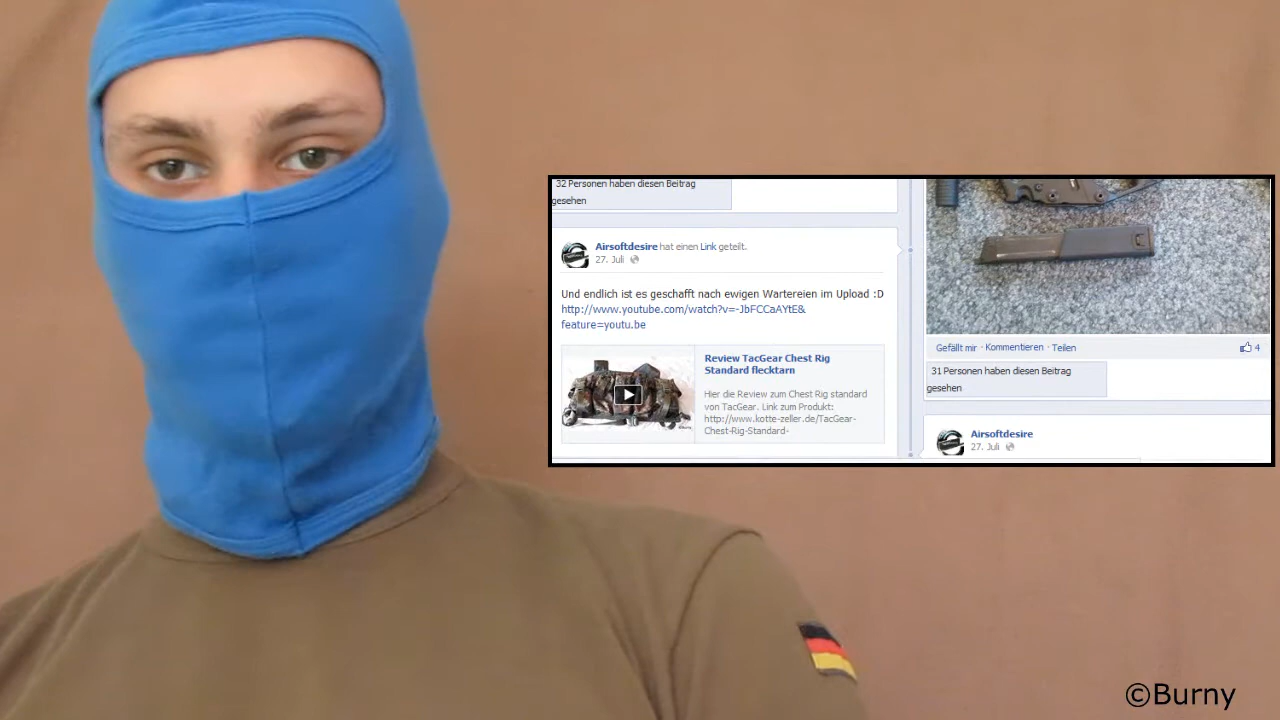 32 Personen haben diesen Beitrag
gesehen
Airsoftdesire hat einen Link geteilt.
27. Juli
Und endlich ist es geschafft nach ewigen Wartereien im Upload :D
http://www.youtube.com/watch?v=-JbFCCaAYtE&
feature=youtu.be
Review TacGear Chest Rig
Standard flecktarn
Hier die Review zum Chest Rig standard
von TacGear. Link zum Produkt:
http://www.kotte-zeller.de/TacGear-
Chest-Rig-Standard-
Gefällt mir · Kommentieren · Teilen
4
31 Personen haben diesen Beitrag
gesehen
Airsoftdesire
27. Juli
©Burny